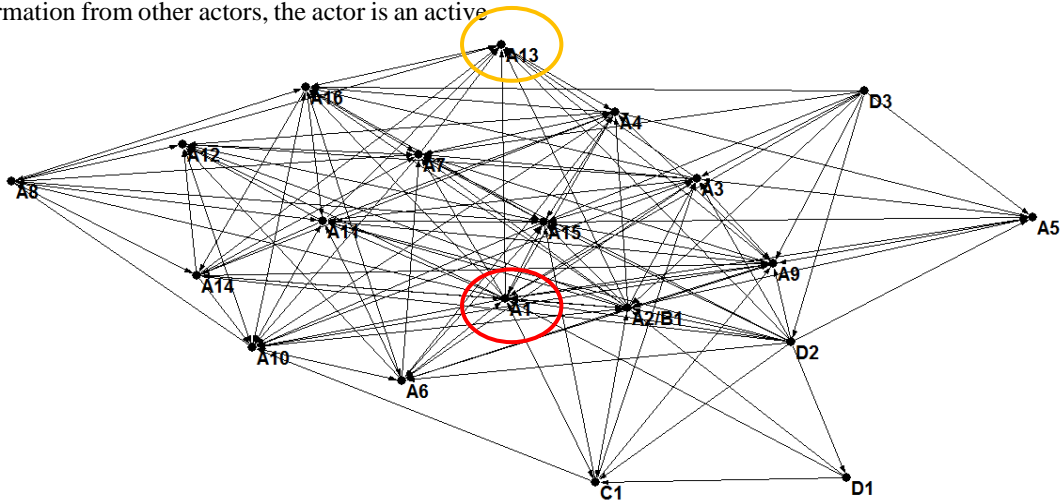 rmation from other actors, the actor is an active
A13
A16
D3
A4
A12
A7
A3
A8
A11
A15
A5
A9
A14
A1
A2/B1
D2
A10
A6
C1
D1